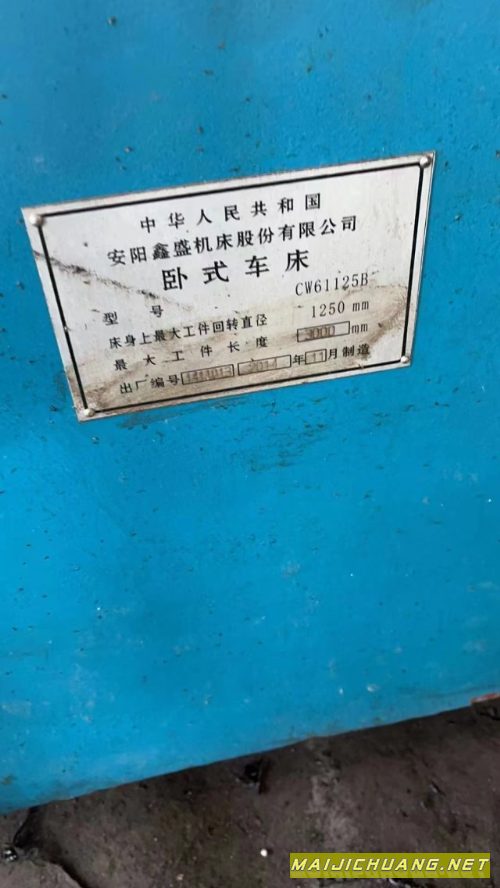 中华人民共和国
安阳鑫盛机床股份有限公司
卧式车床
型号 CW61125B
床身上最大工件回转直径 1250 mm
最大工件长度 3000 mm
出厂编号 2014 年 11 月制造
MAIJICHUANG.NET